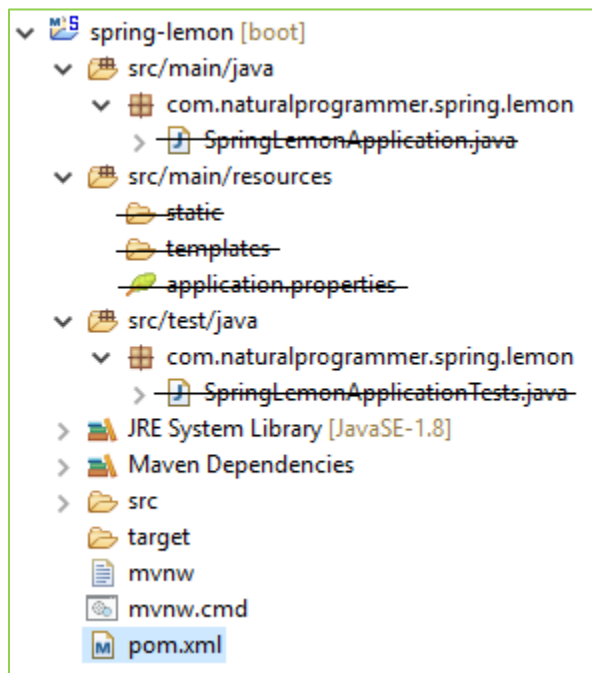 spring-lemon [boot]
src/main/java
com.naturalprogrammer.spring.lemon
SpringLemonApplication.java
src/main/resources
static
templates
application.properties
src/test/java
com.naturalprogrammer.spring.lemon
SpringLemonApplicationTests.java
JRE System Library [JavaSE-1.8]
Maven Dependencies
src
target
mvnw
mvnw.cmd
pom.xml